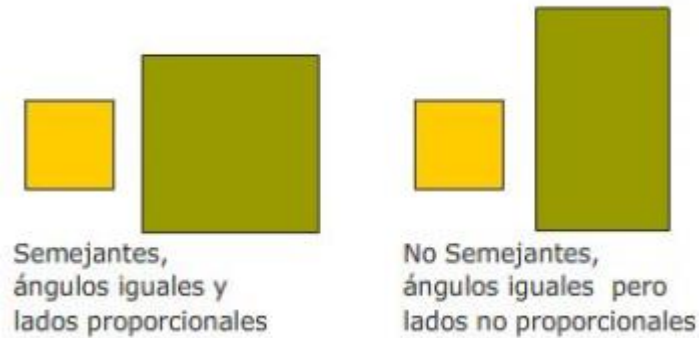 Semejantes,
ángulos iguales y
lados proporcionales
No Semejantes,
ángulos iguales pero
lados no proporcionales